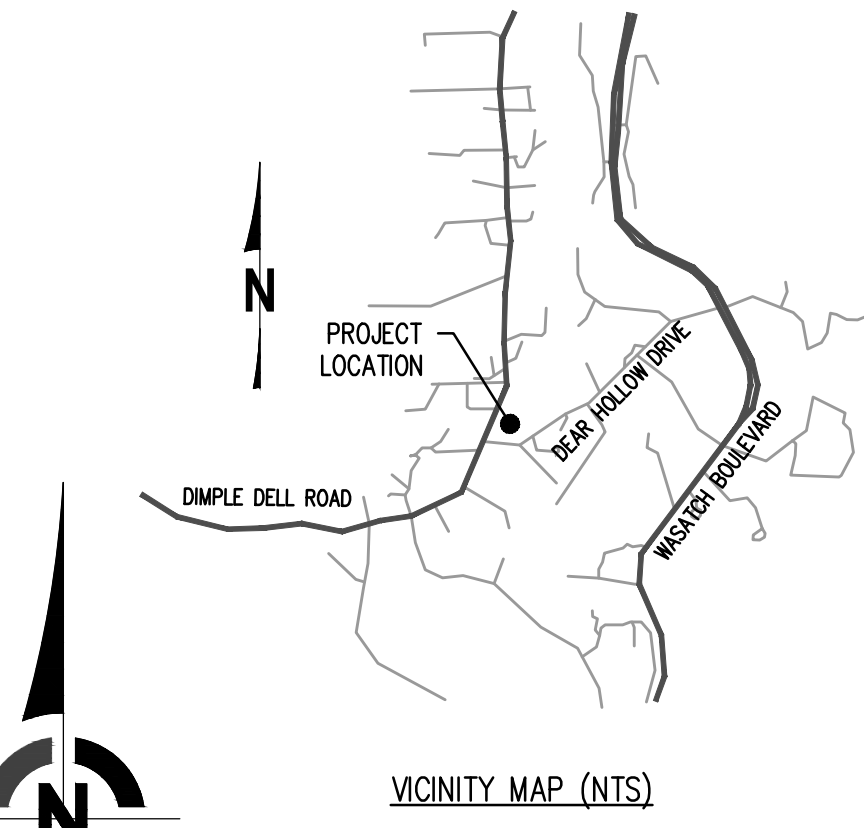 N
PROJECT
LOCATION
DEAR HOLLOW DRIVE
WASATCH BOULEVARD
DIMPLE DELL ROAD
VICINITY MAP (NTS)
N